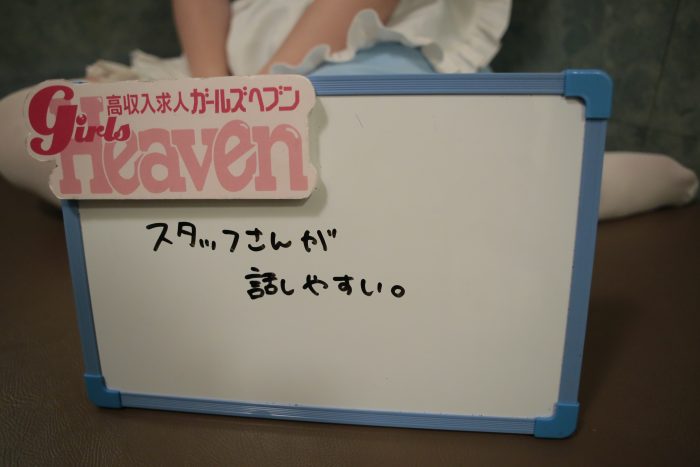 高収入求人ガールズヘブン
Girls
Heaven
スタッフさんが
話しやすい。